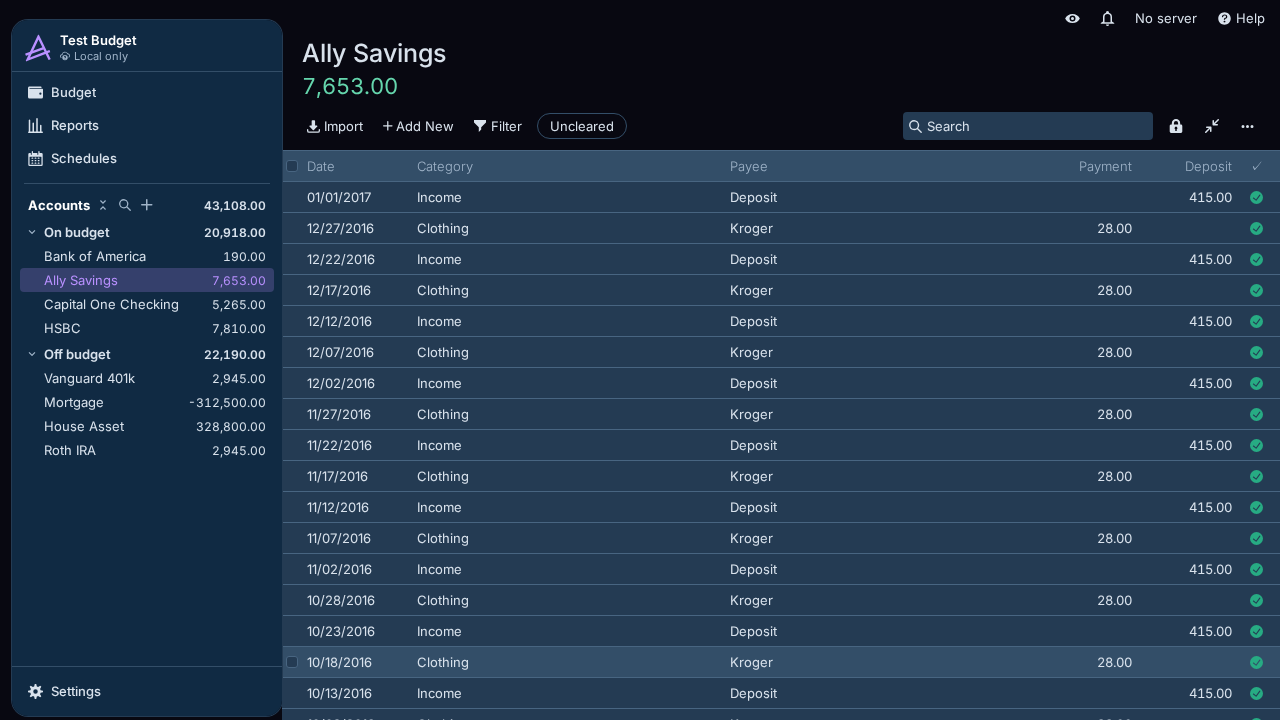 Test Budget
Local only
Budget
Reports
Schedules
Accounts 43,108.00
On budget 20,918.00
Bank of America 190.00
Ally Savings 7,653.00
Capital One Checking 5,265.00
HSBC 7,810.00
Off budget 22,190.00
Vanguard 401k 2,945.00
Mortgage -312,500.00
House Asset 328,800.00
Roth IRA 2,945.00
Settings
No server Help
Ally Savings
7,653.00
Import Add New Filter Uncleared Search
Date Category Payee Payment Deposit ✓
01/01/2017 Income Deposit 415.00
12/27/2016 Clothing Kroger 28.00
12/22/2016 Income Deposit 415.00
12/17/2016 Clothing Kroger 28.00
12/12/2016 Income Deposit 415.00
12/07/2016 Clothing Kroger 28.00
12/02/2016 Income Deposit 415.00
11/27/2016 Clothing Kroger 28.00
11/22/2016 Income Deposit 415.00
11/17/2016 Clothing Kroger 28.00
11/12/2016 Income Deposit 415.00
11/07/2016 Clothing Kroger 28.00
11/02/2016 Income Deposit 415.00
10/28/2016 Clothing Kroger 28.00
10/23/2016 Income Deposit 415.00
10/18/2016 Clothing Kroger 28.00
10/13/2016 Income Deposit 415.00